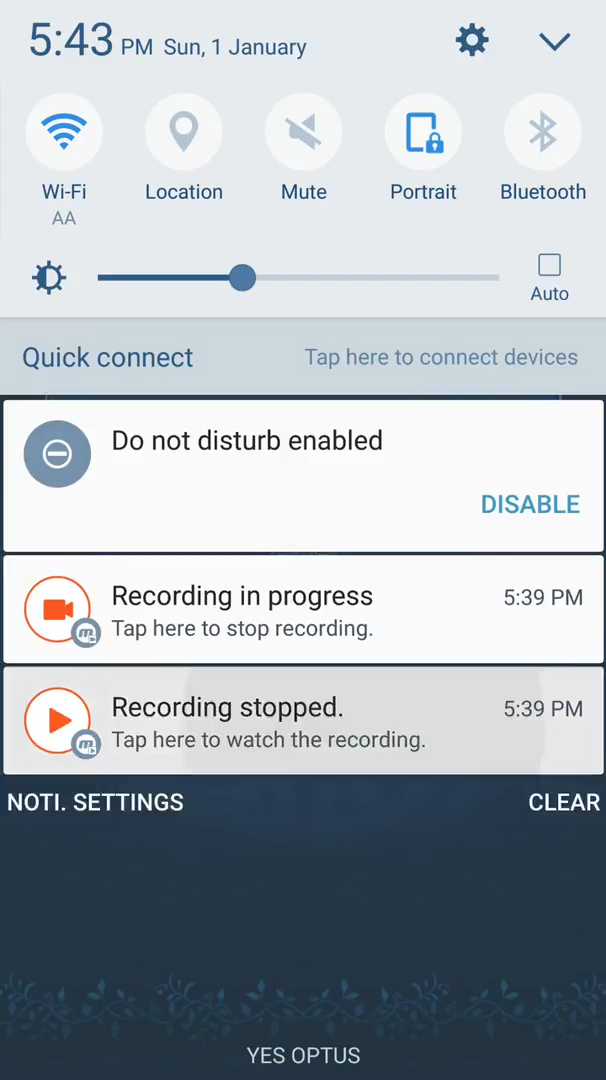 5:43 PM Sun, 1 January
Wi-Fi Location Mute Portrait Bluetooth
AA
Auto
Quick connect Tap here to connect devices
Do not disturb enabled
DISABLE
Recording in progress 5:39 PM
Tap here to stop recording.
Recording stopped. 5:39 PM
Tap here to watch the recording.
NOTI. SETTINGS CLEAR
YES OPTUS